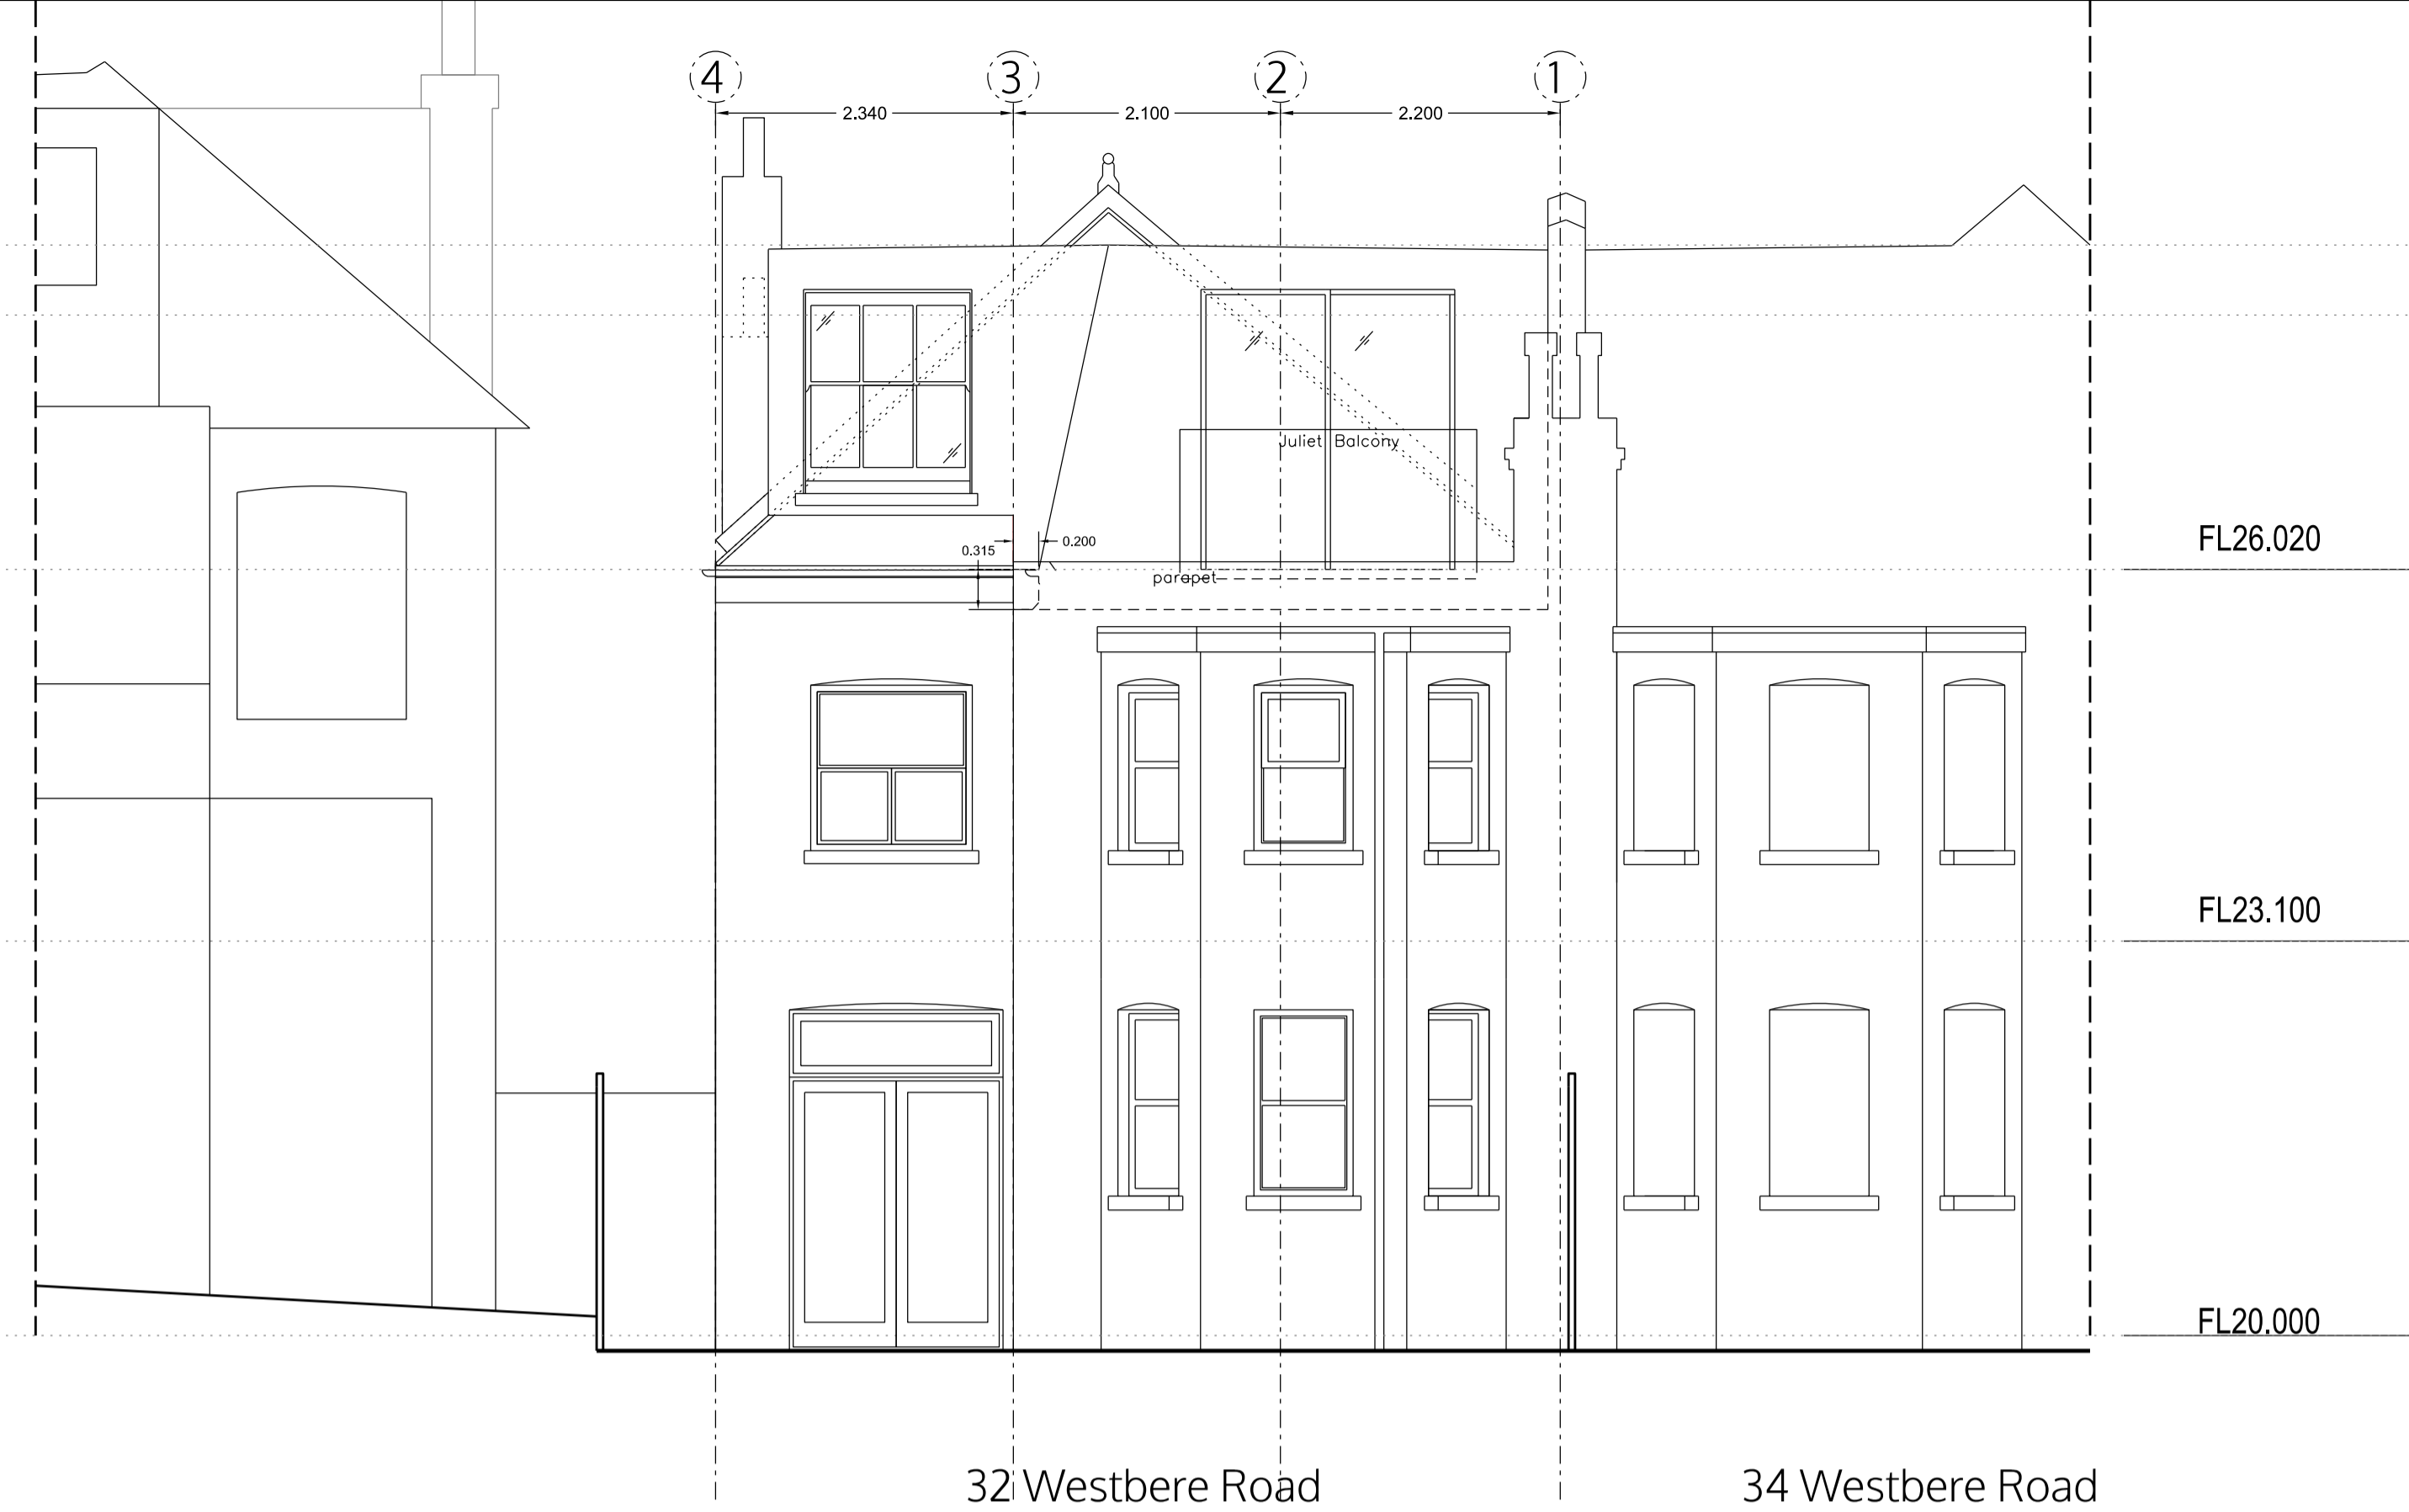 4 3 2 1
2.340 2.100 2.200
Juliet Balcony
FL26.020
0.315 0.200
parapet
FL23.100
FL20.000
32 Westbere Road 34 Westbere Road